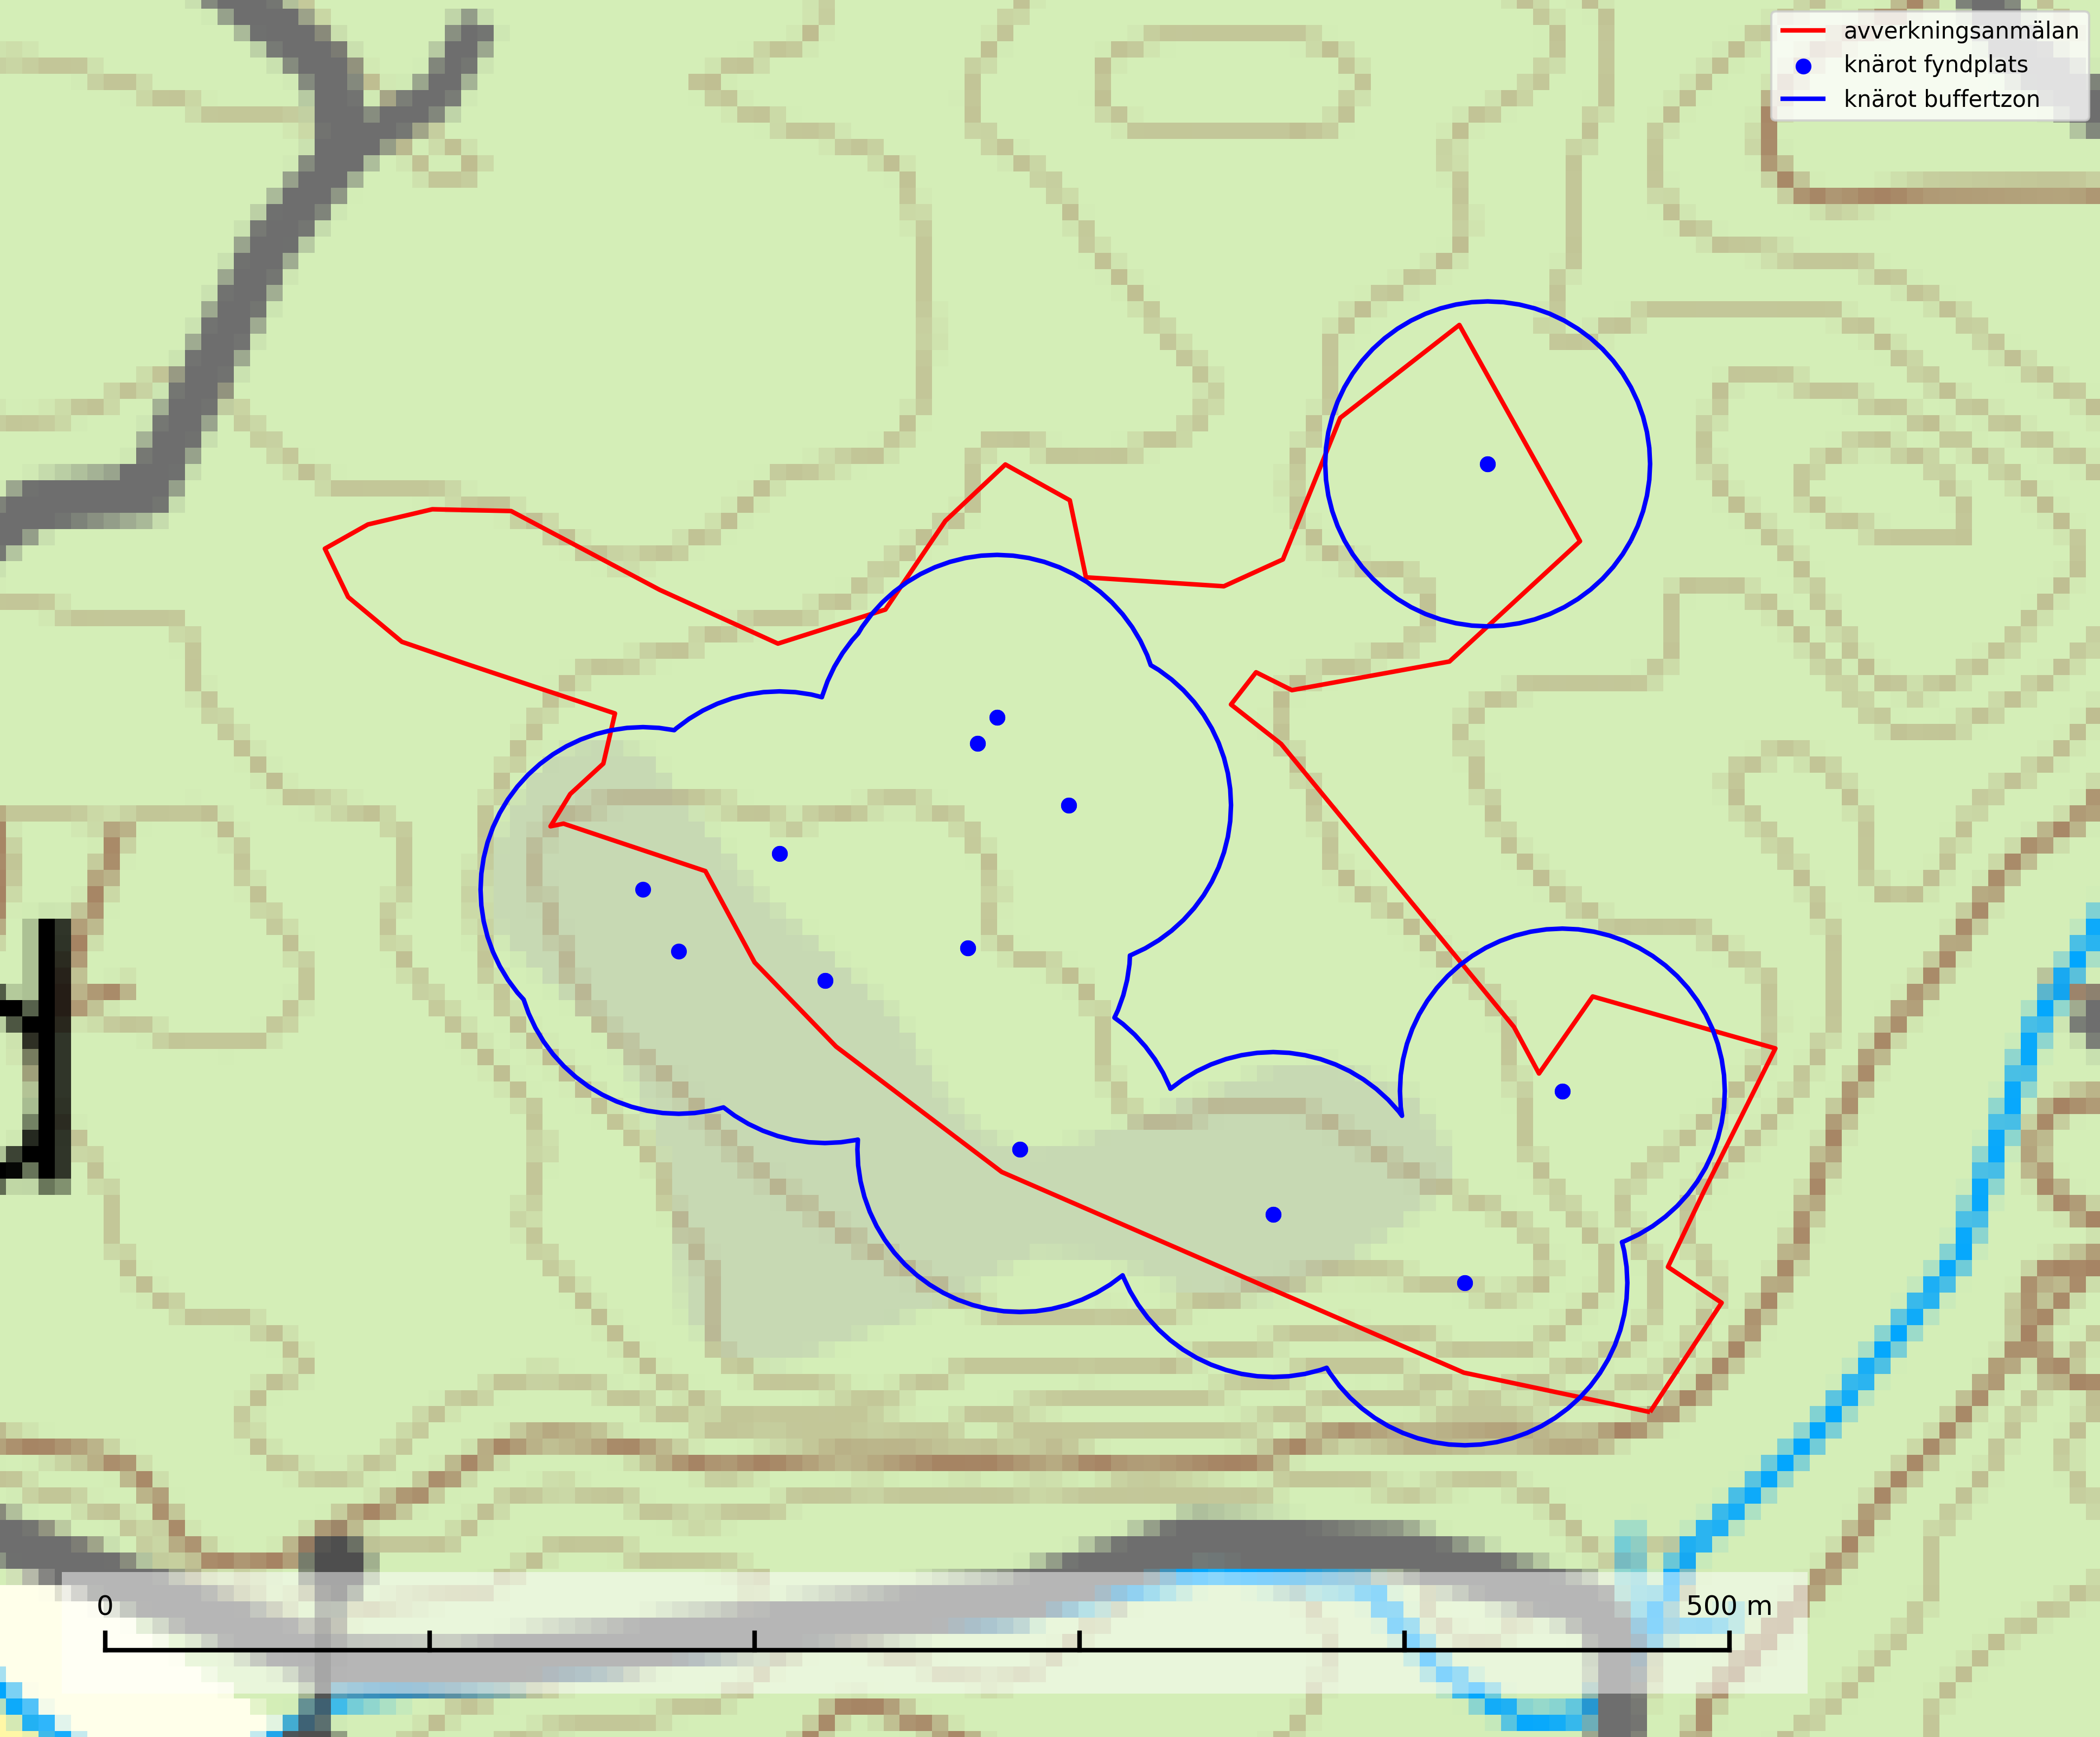 avverkningsanmälan
knärot fyndplats
knärot buffertzon
0
500 m